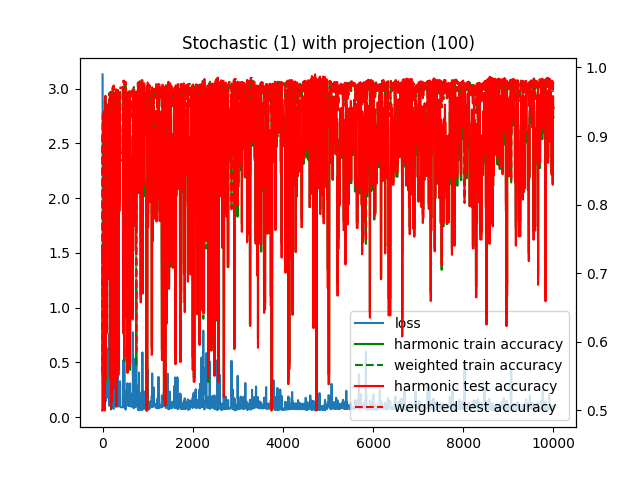 Stochastic (1) with projection (100)
3.0
2.5
2.0
1.5
1.0
0.5
0.0
1.0
0.9
0.8
0.7
0.6
0.5
loss
harmonic train accuracy
weighted train accuracy
harmonic test accuracy
weighted test accuracy
0 2000 4000 6000 8000 10000